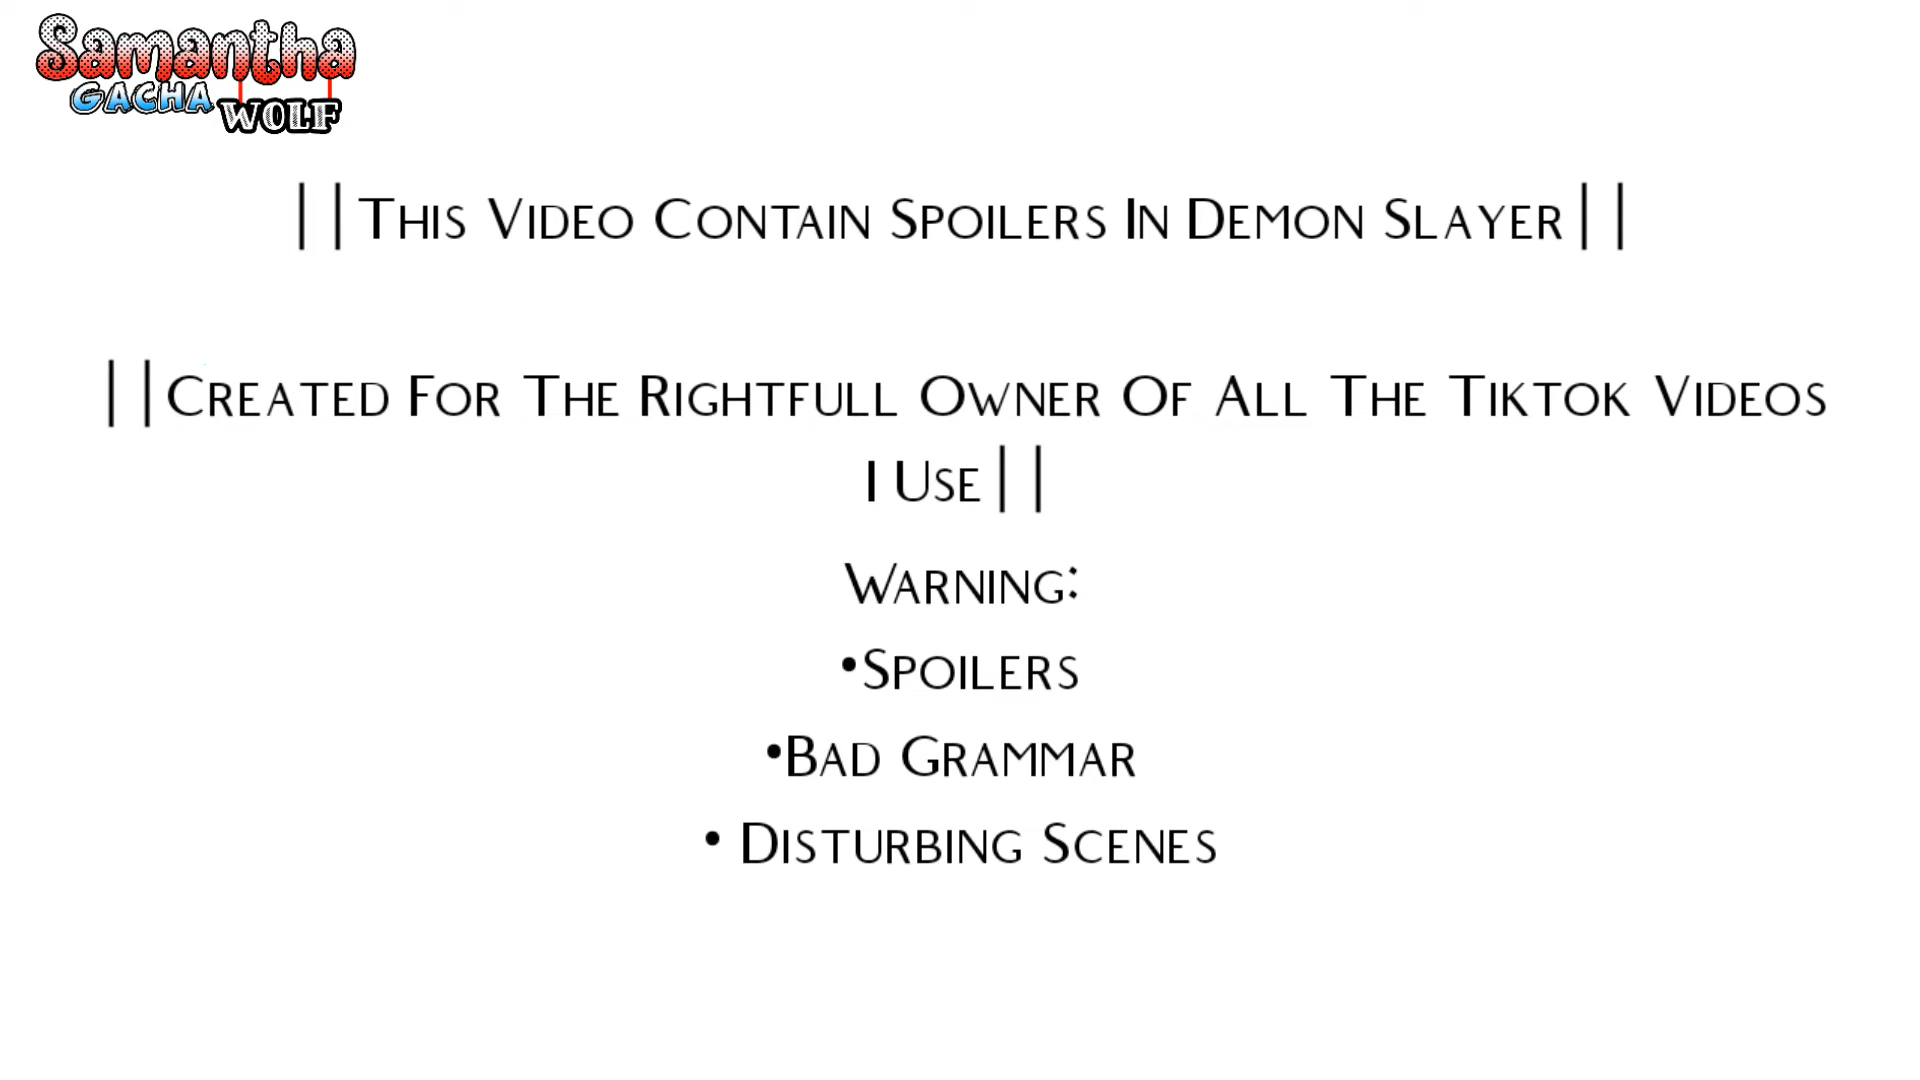 Samantha
GACHA WOLF
||This Video Contain Spoilers In Demon Slayer||
||Created For The Rightfull Owner Of All The Tiktok Videos
I Use||
Warning:
•Spoilers
•Bad Grammar
• Disturbing Scenes